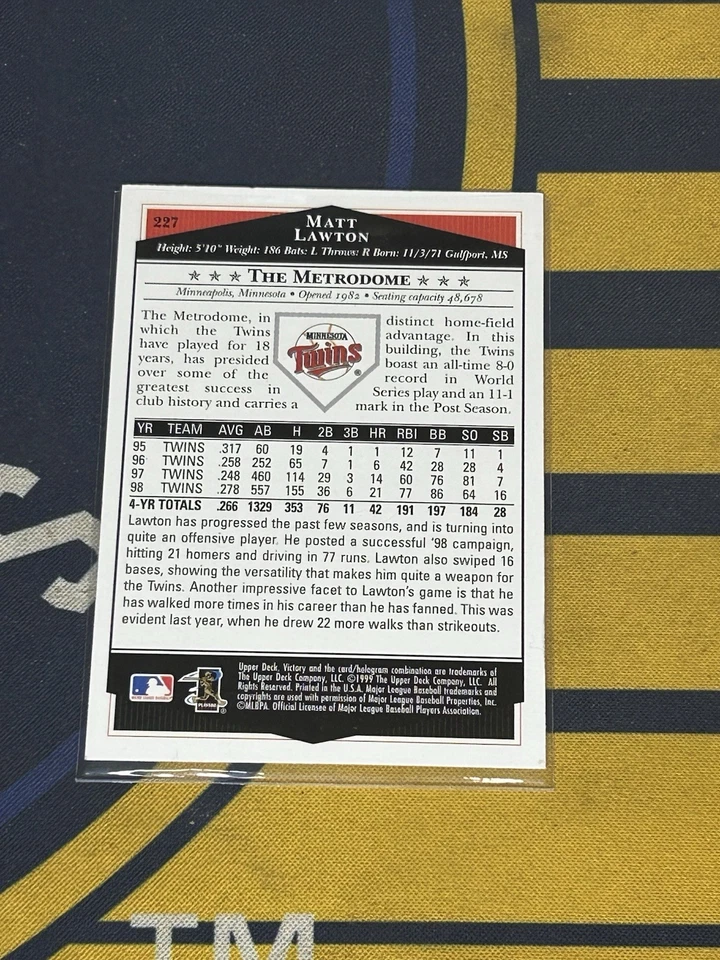 227
MATT
LAWTON
Height: 5'10" Weight: 186 Bats: L Throws: R Born: 11/3/71 Gulfport, MS
★ ★ ★ THE METRODOME ★ ★ ★
Minneapolis, Minnesota • Opened 1982 • Seating capacity 48,678
The Metrodome, in
which the Twins
have played for 18
years, has presided
over some of the
greatest success in
club history and carries a
MINNESOTA
Twins
®
distinct home-field
advantage. In this
building, the Twins
boast an all-time 8-0
record in World
Series play and an 11-1
mark in the Post Season.
YR TEAM AVG AB H 2B 3B HR RBI BB SO SB
95 TWINS .317 60 19 4 1 1 12 7 11 1
96 TWINS .258 252 65 7 1 6 42 28 28 4
97 TWINS .248 460 114 29 3 14 60 76 81 7
98 TWINS .278 557 155 36 6 21 77 86 64 16
4-YR TOTALS .266 1329 353 76 11 42 191 197 184 28
Lawton has progressed the past few seasons, and is turning into
quite an offensive player. He posted a successful '98 campaign,
hitting 21 homers and driving in 77 runs. Lawton also swiped 16
bases, showing the versatility that makes him quite a weapon for
the Twins. Another impressive facet to Lawton's game is that he
has walked more times in his career than he has fanned. This was
evident last year, when he drew 22 more walks than strikeouts.
Upper Deck, Victory and the card/hologram combination are trademarks of
The Upper Deck Company, LLC. ©1999 The Upper Deck Company, LLC. All
Rights Reserved. Printed in the U.S.A. Major League Baseball trademarks and
copyrights are used with permission of Major League Baseball Properties, Inc.
©MLBPA Official Licensee of Major League Baseball Players Association.
PLAYERS
TM